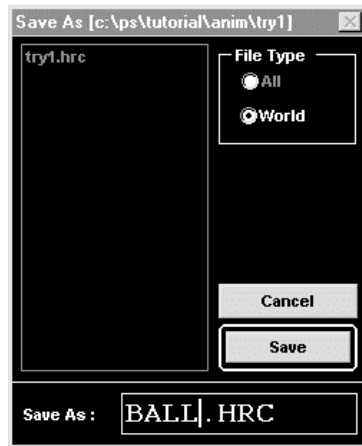 Save As [c:\ps\tutorial\anim\try1]
try1.hrc
File Type
All
World
Cancel
Save
Save As : BALL.HRC